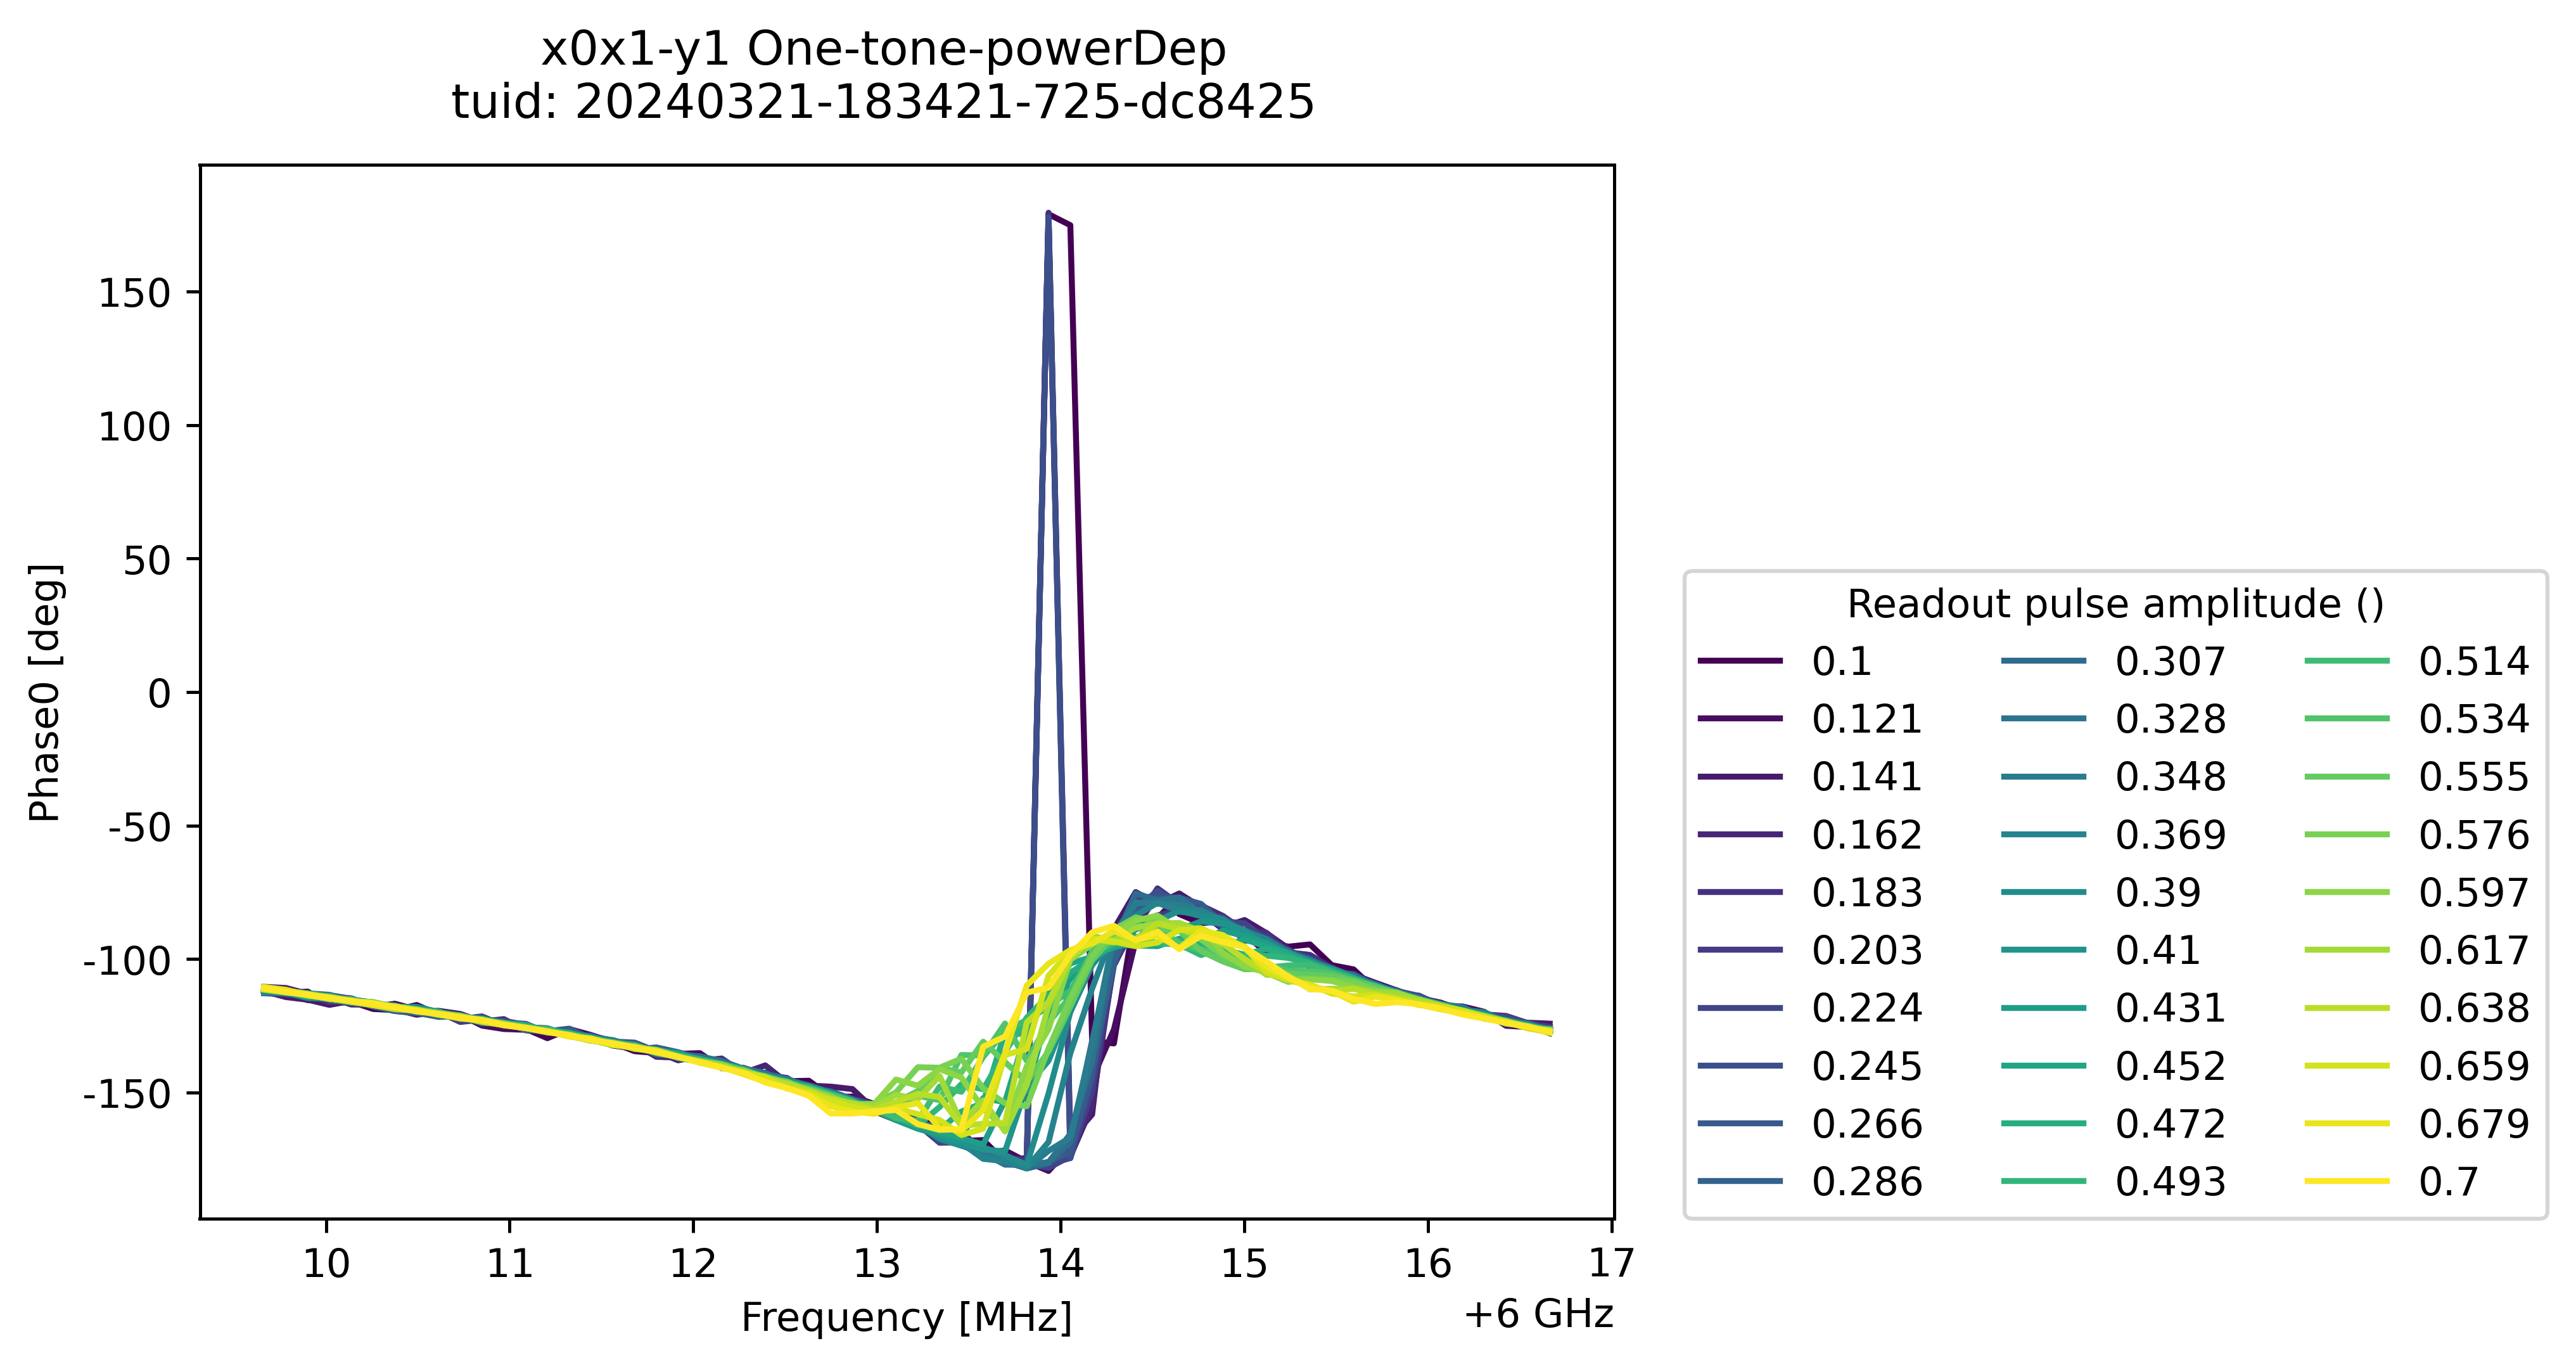 x0x1-y1 One-tone-powerDep
tuid: 20240321-183421-725-dc8425
Phase0 [deg]
150
100
50
0
-50
-100
-150
10 11 12 13 14 15 16 17
Frequency [MHz]
+6 GHz
Readout pulse amplitude ()
0.1 0.307 0.514
0.121 0.328 0.534
0.141 0.348 0.555
0.162 0.369 0.576
0.183 0.39 0.597
0.203 0.41 0.617
0.224 0.431 0.638
0.245 0.452 0.659
0.266 0.472 0.679
0.286 0.493 0.7